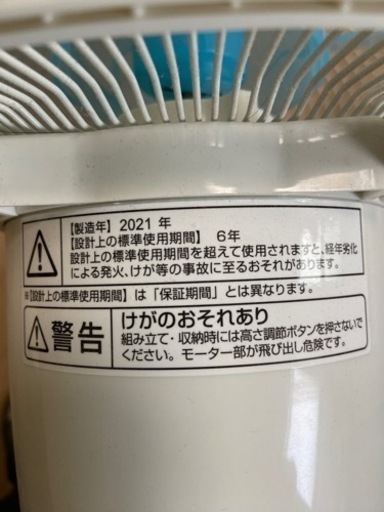 【製造年】2021 年
【設計上の標準使用期間】 6年
設計上の標準使用期間を超えて使用されますと、経年劣化
による発火、けが等の事故に至るおそれがあります。
※【設計上の標準使用期間】は「保証期間」とは異なります。
警告
けがのおそれあり
組み立て・収納時には高さ調節ボタンを押さないで
ください。モーター部が飛び出し危険です。